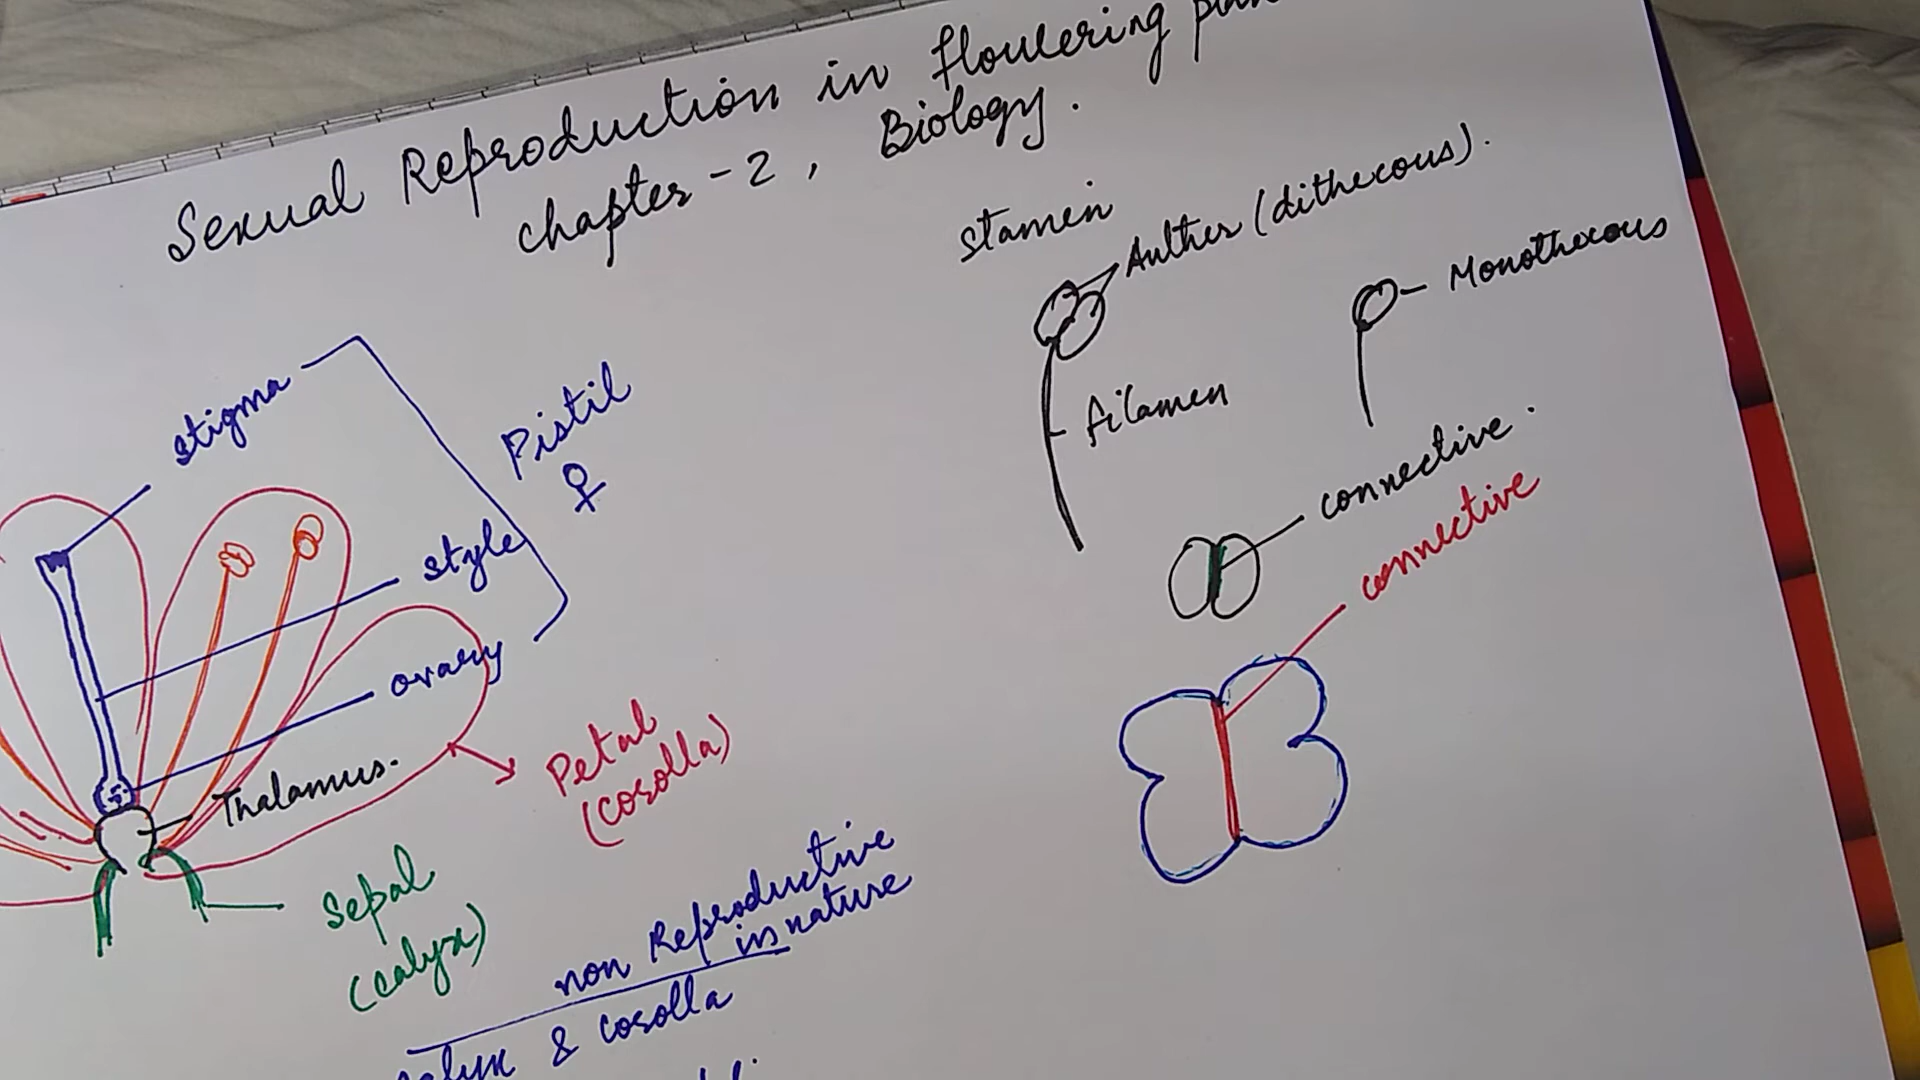 Sexual Reproduction in flowering
chapter-2, Biology.
stamen
Anther (dithecous).
Monothecous
filamen
connective.
connective
stigma
Pistil
♀
style
ovary
Thalamus.
Petal
(corolla)
Sepal
(calyx)
non Reproductive
in nature
& corolla